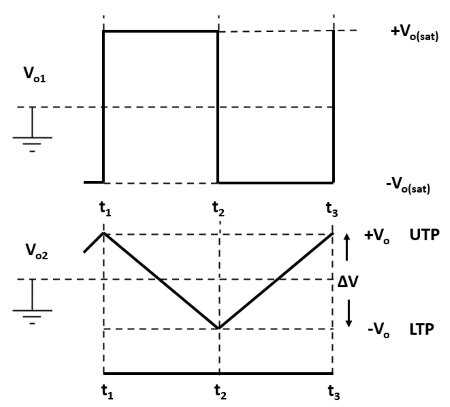 +Vo(sat)
Vo1
-Vo(sat)
t1 t2 t3
+Vo UTP
Vo2
ΔV
-Vo LTP
t1 t2 t3